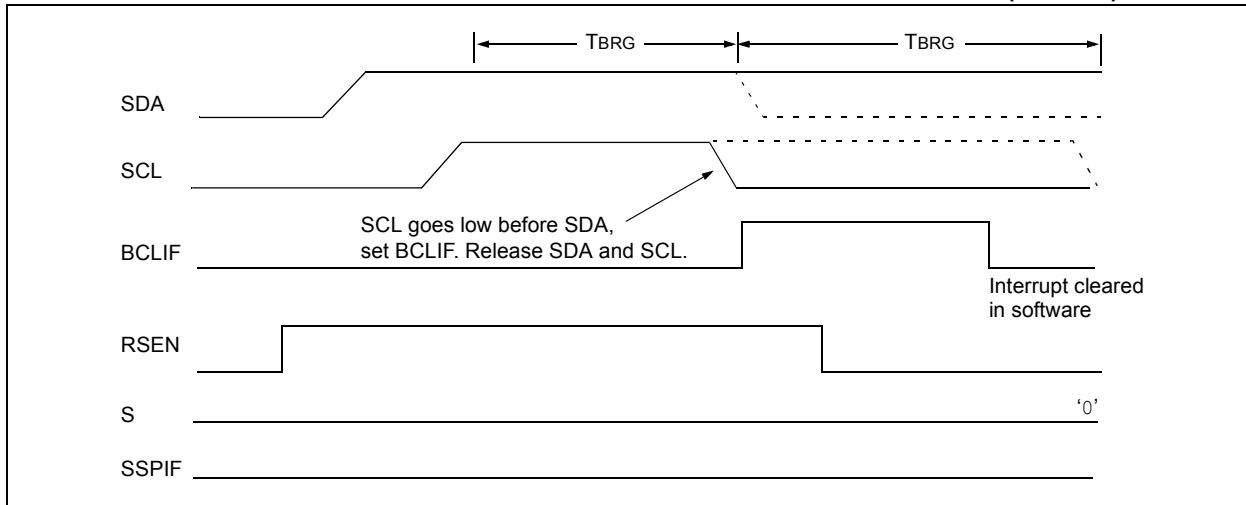 TBRG
TBRG
SDA
SCL
SCL goes low before SDA,
set BCLIF. Release SDA and SCL.
BCLIF
Interrupt cleared
in software
RSEN
S
‘0’
SSPIF